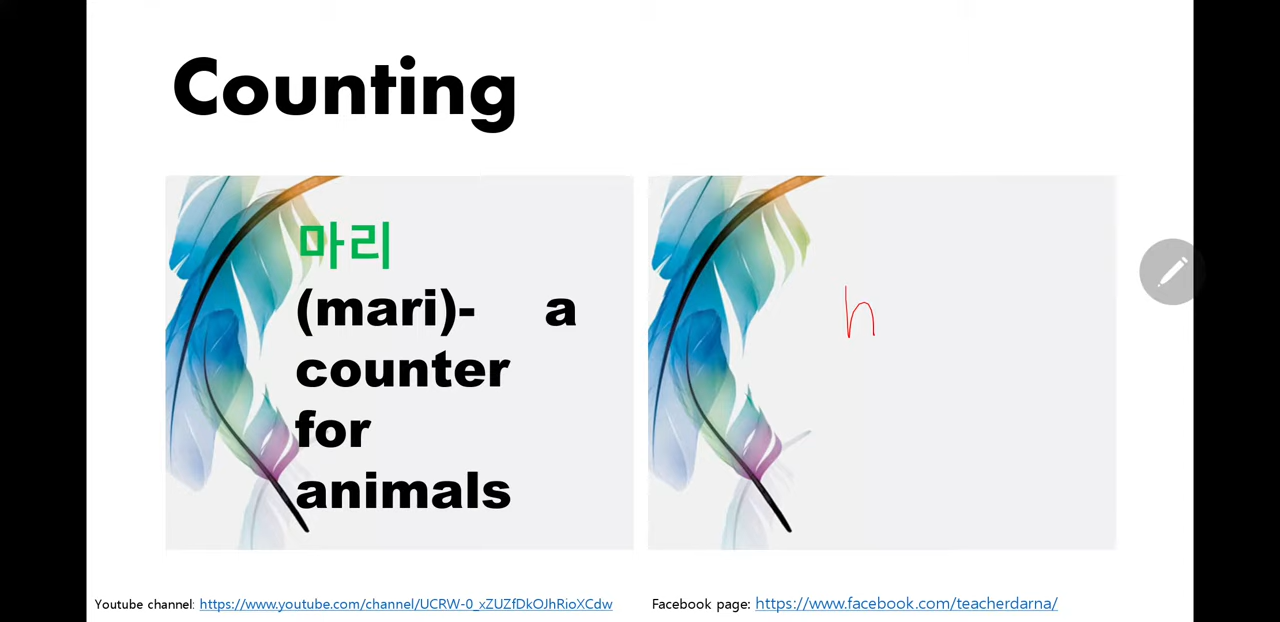 Counting
마리
(mari)- a
counter
for
animals
h
Youtube channel: https://www.youtube.com/channel/UCRW-0_xZUZfDkOJhRioXCdw
Facebook page: https://www.facebook.com/teacherdarna/